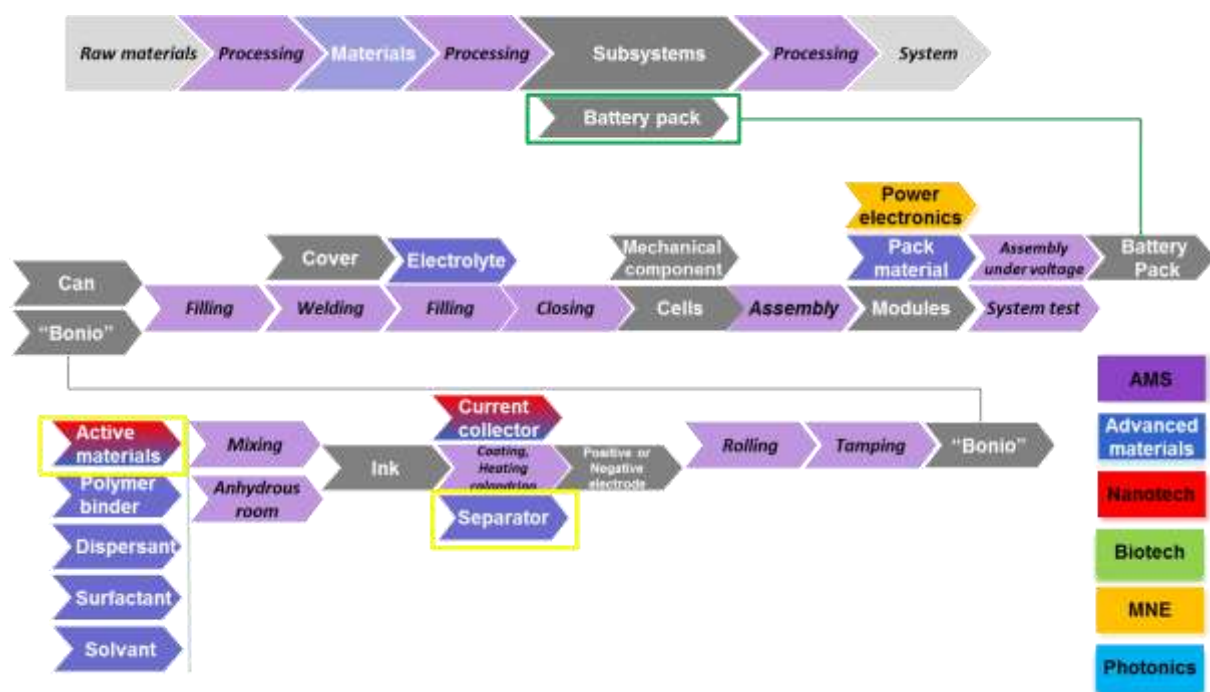 Raw materials
Processing
Materials
Processing
Subsystems
Processing
System
Battery pack
Power
electronics
Cover
Electrolyte
Mechanical
component
Pack
material
Assembly
under voltage
Battery
Pack
Can
Filling
Welding
Filling
Closing
Cells
Assembly
Modules
System test
“Bonio”
AMS
Active
materials
Mixing
Current
collector
Rolling
Tamping
“Bonio”
Advanced
materials
Ink
Coating,
Heating
calandring
Positive or
Negative
electrode
Polymer
binder
Anhydrous
room
Separator
Nanotech
Dispersant
Biotech
Surfactant
MNE
Solvant
Photonics